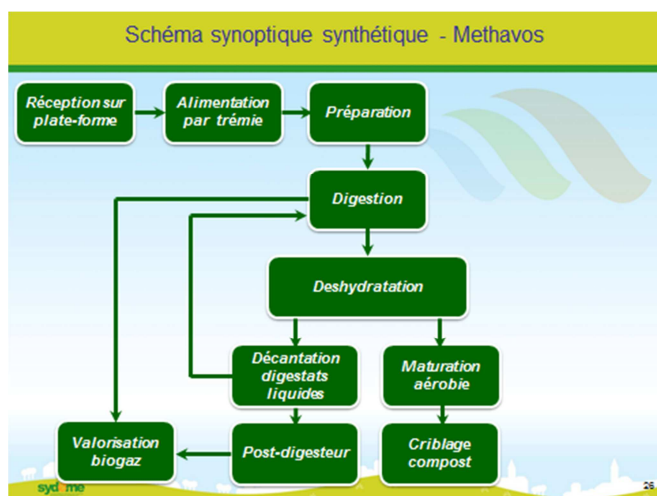 Schéma synoptique synthétique - Methavos
Réception sur
plate-forme
Alimentation
par trémie
Préparation
Digestion
Deshydratation
Décantation
digestats
liquides
Maturation
aérobie
Valorisation
biogaz
Post-digesteur
Criblage
compost
sydeme
26